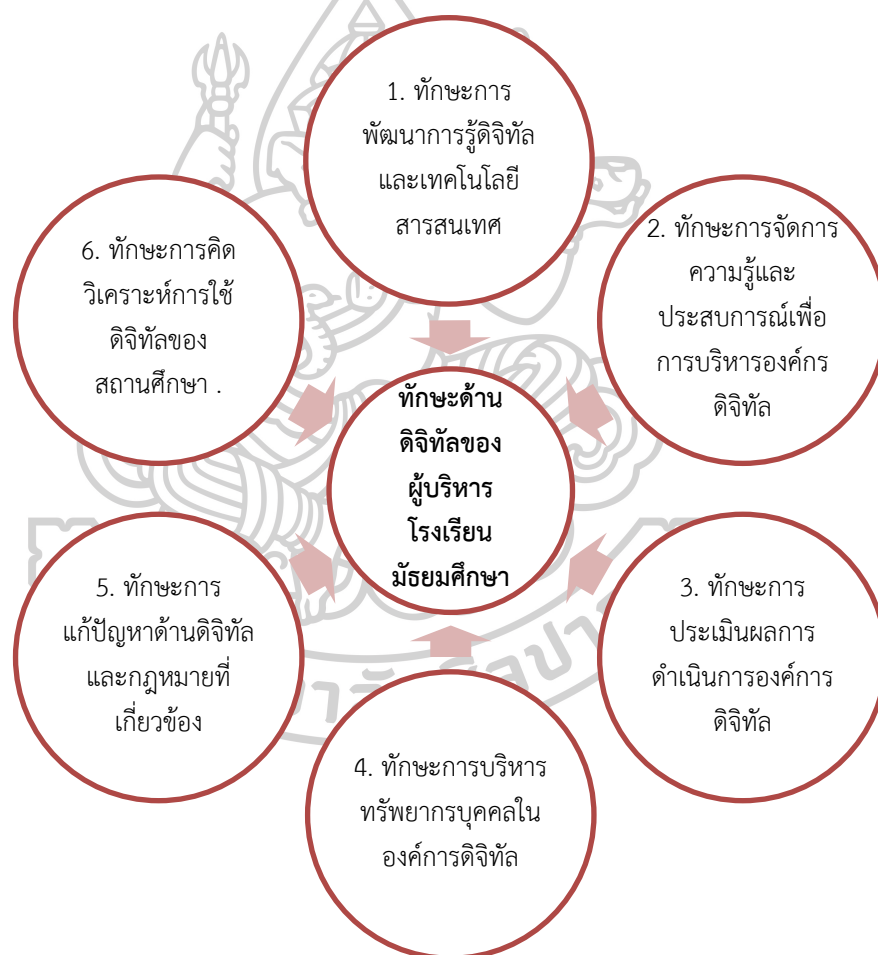 1. ทักษะการ
พัฒนาการรู้ดิจิทัล
และเทคโนโลยี
สารสนเทศ
2. ทักษะการจัดการ
ความรู้และ
ประสบการณ์เพื่อ
การบริหารองค์กร
ดิจิทัล
3. ทักษะการ
ประเมินผลการ
ดำเนินการองค์การ
ดิจิทัล
4. ทักษะการบริหาร
ทรัพยากรบุคคลใน
องค์การดิจิทัล
5. ทักษะการ
แก้ปัญหาด้านดิจิทัล
และกฎหมายที่
เกี่ยวข้อง
6. ทักษะการคิด
วิเคราะห์การใช้
ดิจิทัลของ
สถานศึกษา .
ทักษะด้าน
ดิจิทัลของ
ผู้บริหาร
โรงเรียน
มัธยมศึกษา